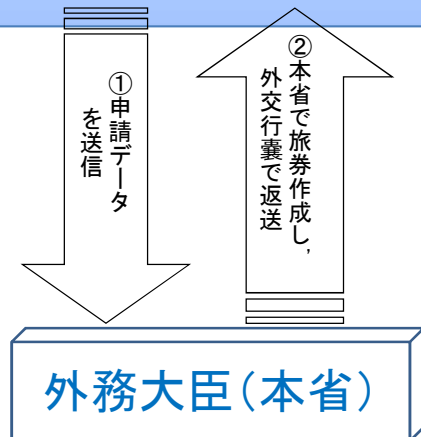 ①申請データ
を送信
②本省で旅券作成し,
外交行嚢で返送
外務大臣(本省)